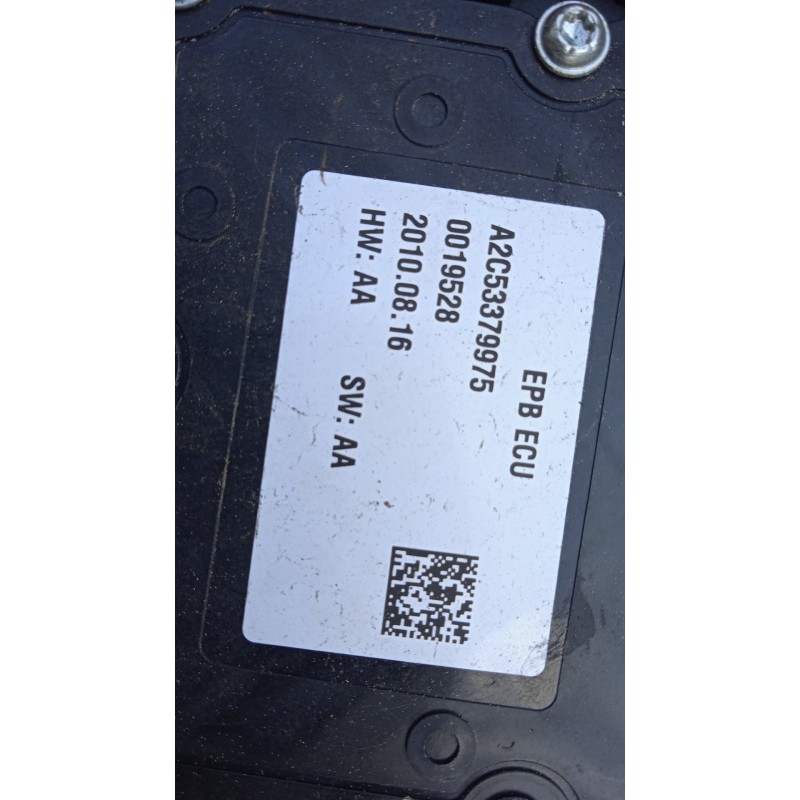 EPB ECU
A2C53379975
0019528
2010.08.16
HW: AA SW: AA